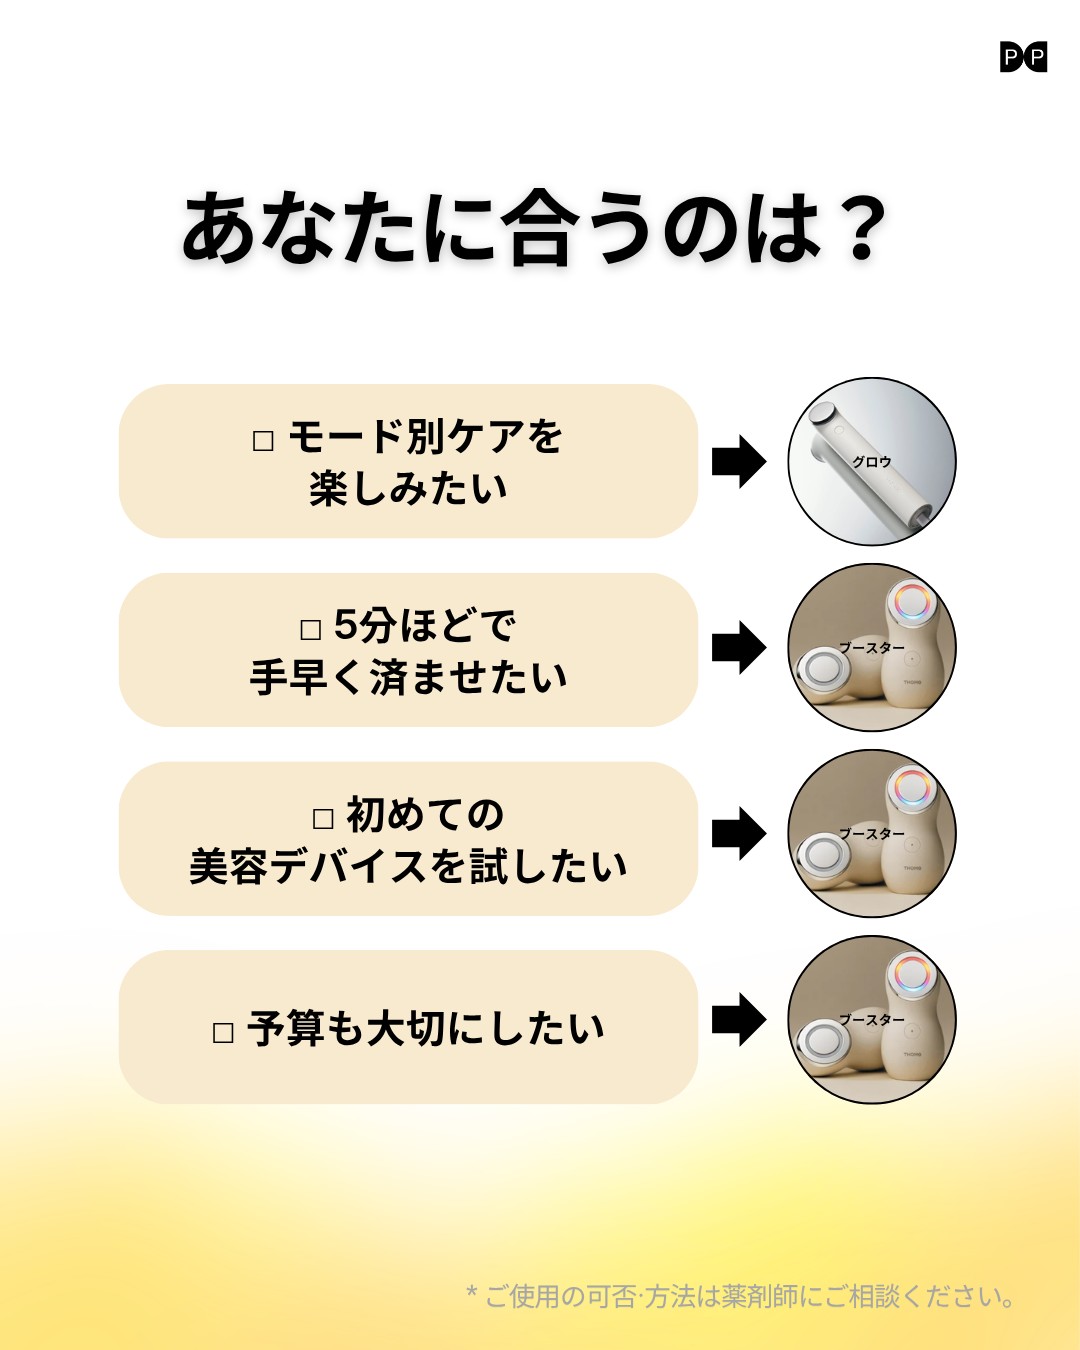 PP
あなたに合うのは？
□ モード別ケアを
楽しみたい
グロウ
□ 5分ほどで
手早く済ませたい
ブースター
THOME
□ 初めての
美容デバイスを試したい
ブースター
THOME
□ 予算も大切にしたい
ブースター
THOME
* ご使用の可否·方法は薬剤師にご相談ください。